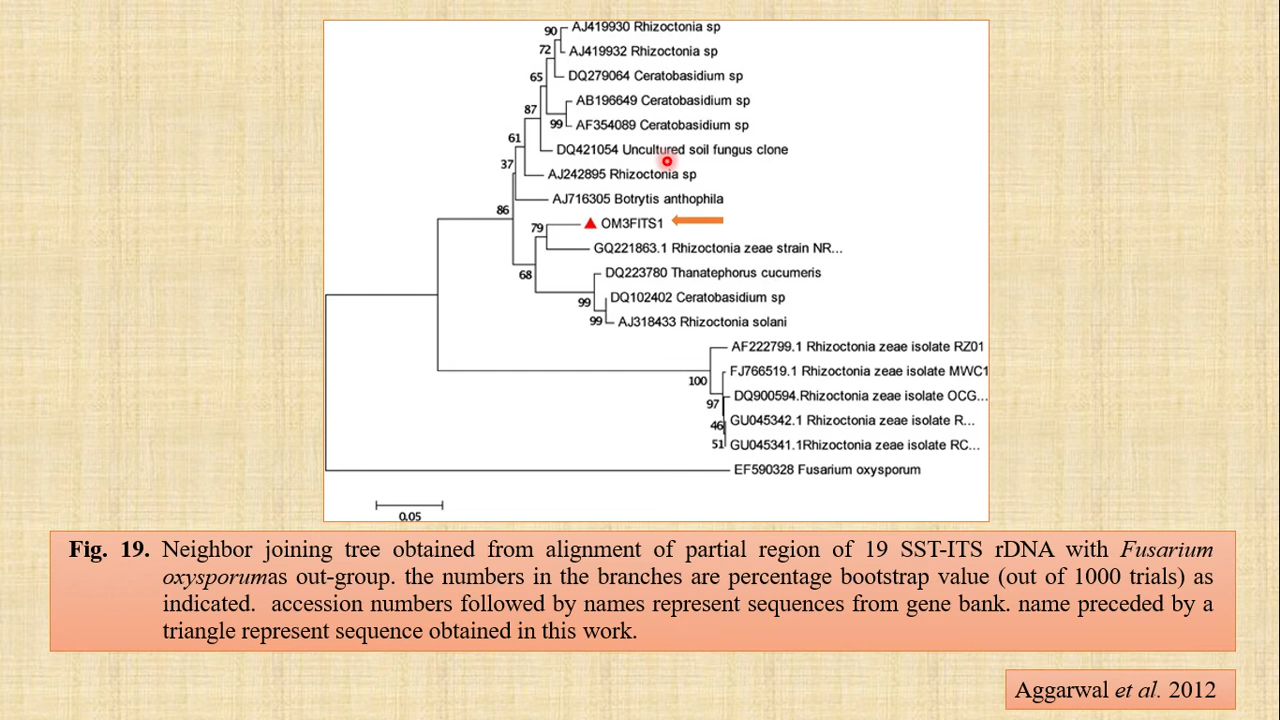 90
AJ419930 Rhizoctonia sp
72
AJ419932 Rhizoctonia sp
65
DQ279064 Ceratobasidium sp
87
AB196649 Ceratobasidium sp
99
AF354089 Ceratobasidium sp
61
DQ421054 Uncultured soil fungus clone
37
AJ242895 Rhizoctonia sp
AJ716305 Botrytis anthophila
86
79
OM3FITS1
GQ221863.1 Rhizoctonia zeae strain NR...
68
DQ223780 Thanatephorus cucumeris
99
DQ102402 Ceratobasidium sp
99
AJ318433 Rhizoctonia solani
AF222799.1 Rhizoctonia zeae isolate RZ01
100
FJ766519.1 Rhizoctonia zeae isolate MWC1
97
DQ900594.Rhizoctonia zeae isolate OCG...
46
GU045342.1 Rhizoctonia zeae isolate R...
51
GU045341.1Rhizoctonia zeae isolate RC...
EF590328 Fusarium oxysporum
0.05
Fig. 19. Neighbor joining tree obtained from alignment of partial region of 19 SST-ITS rDNA with Fusarium
oxysporumas out-group. the numbers in the branches are percentage bootstrap value (out of 1000 trials) as
indicated. accession numbers followed by names represent sequences from gene bank. name preceded by a
triangle represent sequence obtained in this work.
Aggarwal et al. 2012